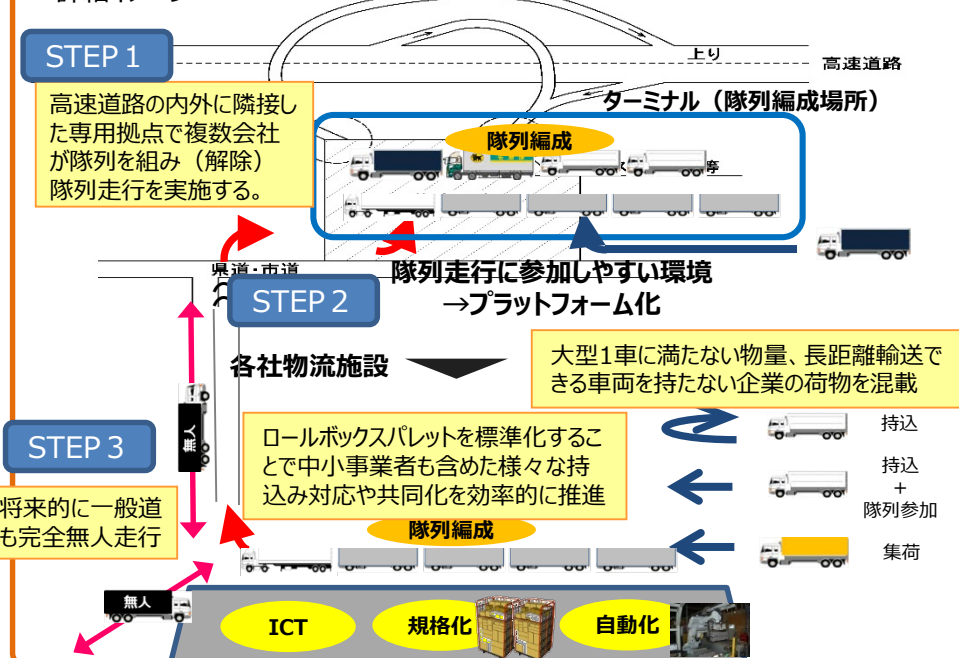 STEP 1
高速道路の内外に隣接し
た専用拠点で複数会社
が隊列を組み（解除）
隊列走行を実施する。
上り
高速道路
ターミナル（隊列編成場所）
隊列編成
県道・市道
隊列走行に参加しやすい環境
→プラットフォーム化
STEP 2
各社物流施設
大型1車に満たない物量、長距離輸送で
きる車両を持たない企業の荷物を混載
持込
持込
+
隊列参加
集荷
無人
STEP 3
将来的に一般道
も完全無人走行
ロールボックスパレットを標準化するこ
とで中小事業者も含めた様々な持
込み対応や共同化を効率的に推進
隊列編成
無人
ICT
規格化
自動化